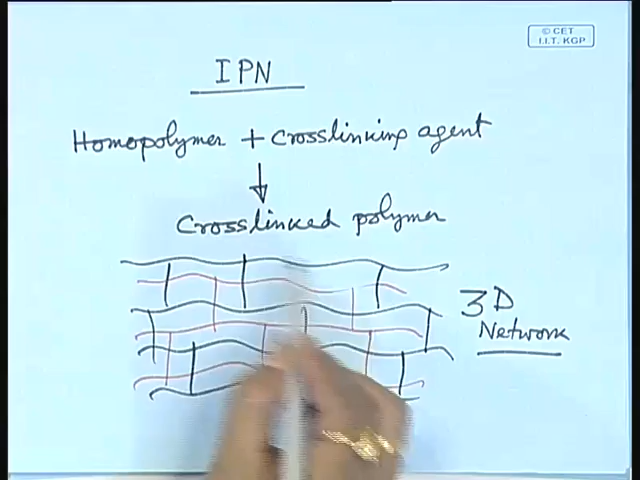 © CET
I.I.T. KGP
IPN
Homopolymer + Crosslinking agent
Crosslinked polymer
3D
Network